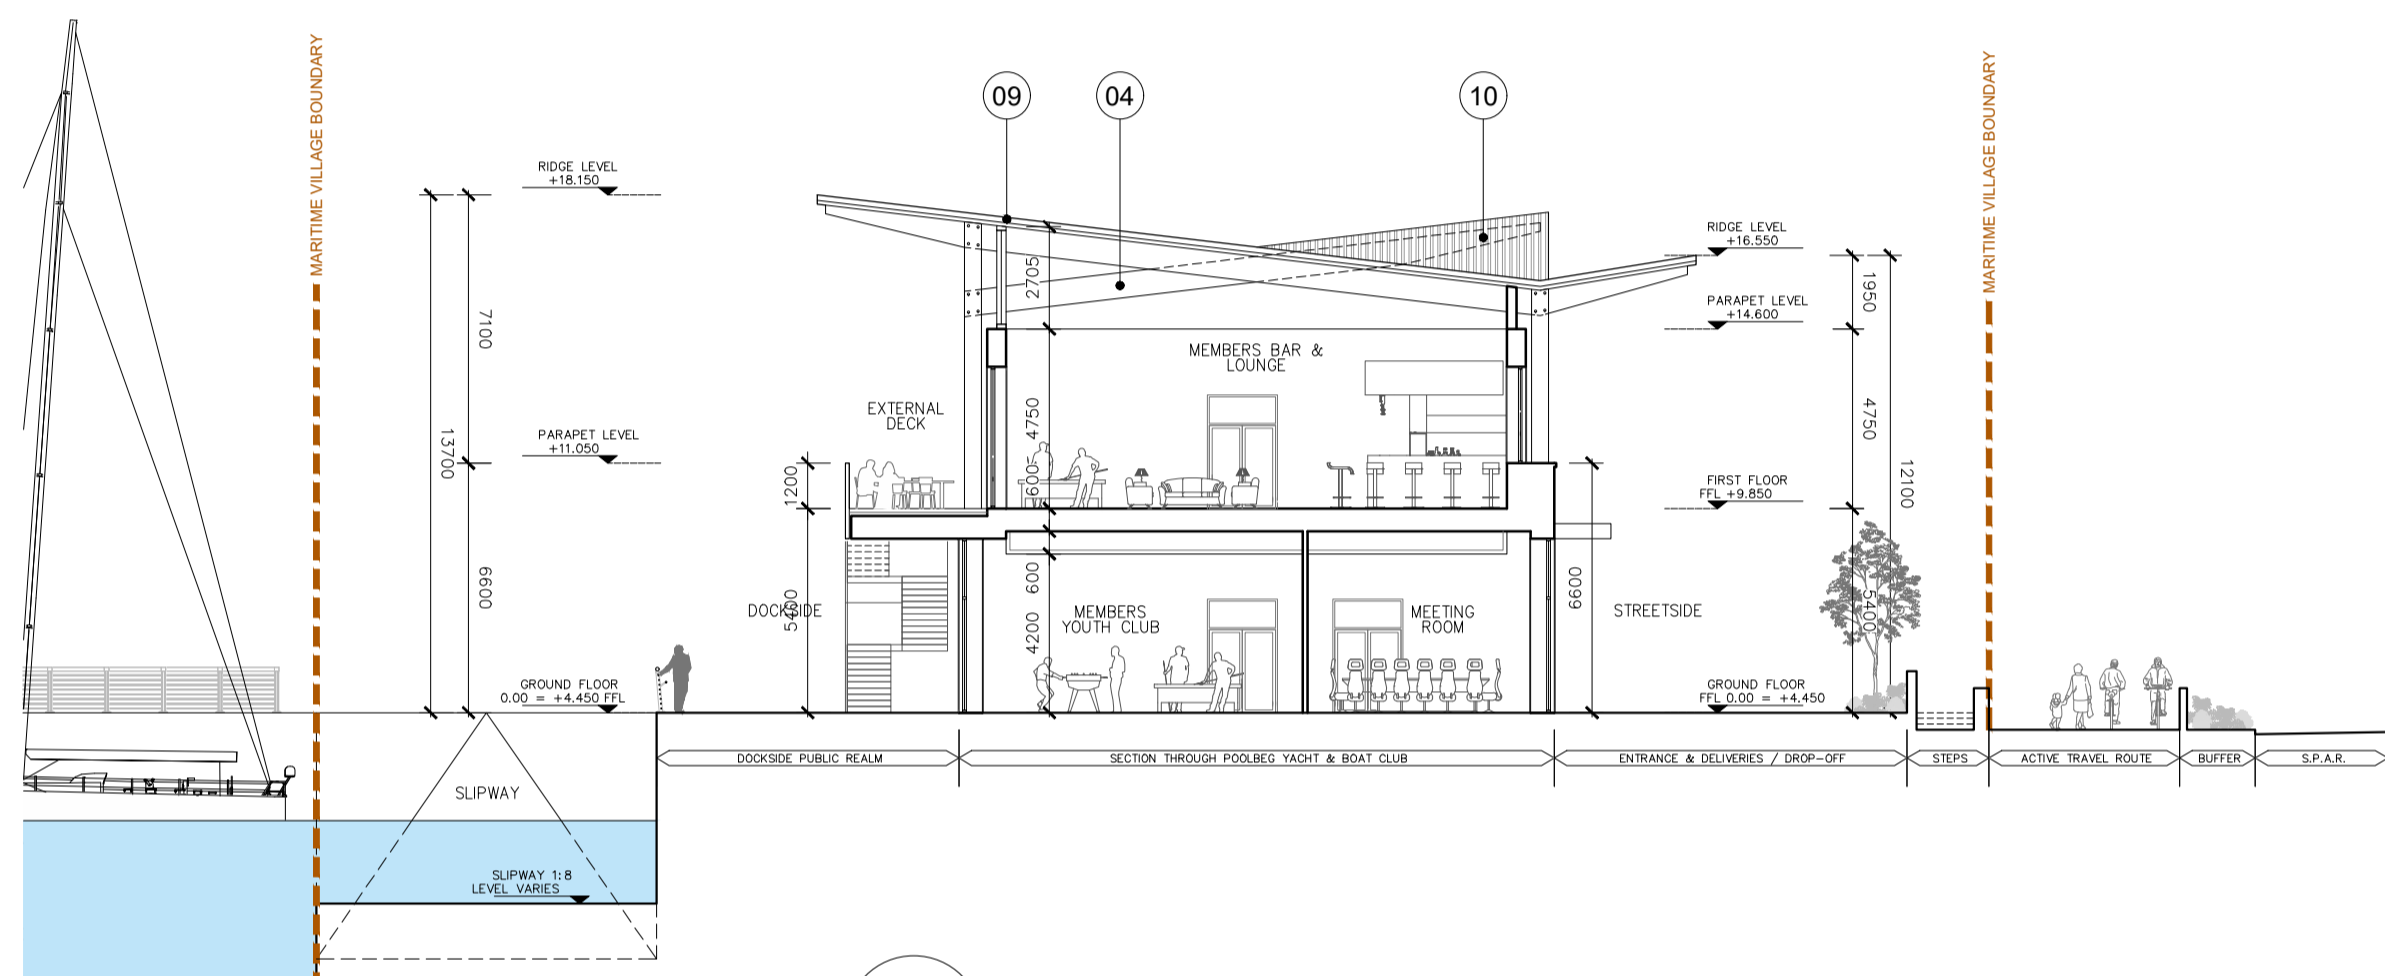 MARITIME VILLAGE BOUNDARY
09
04
10
MARITIME VILLAGE BOUNDARY
RIDGE LEVEL
+18.150
RIDGE LEVEL
+16.550
PARAPET LEVEL
+14.600
PARAPET LEVEL
+11.050
FIRST FLOOR
FFL +9.850
GROUND FLOOR
0.00 = +4.450 FFL
GROUND FLOOR
FFL 0.00 = +4.450
7100
13700
6600
1200
5400
2705
4750
600
600
4200
6600
1950
4750
12100
5400
MEMBERS BAR &
LOUNGE
EXTERNAL
DECK
DOCKSIDE
MEMBERS
YOUTH CLUB
MEETING
ROOM
STREETSIDE
DOCKSIDE PUBLIC REALM
SECTION THROUGH POOLBEG YACHT & BOAT CLUB
ENTRANCE & DELIVERIES / DROP-OFF
STEPS
ACTIVE TRAVEL ROUTE
BUFFER
S.P.A.R.
SLIPWAY
SLIPWAY 1:8
LEVEL VARIES